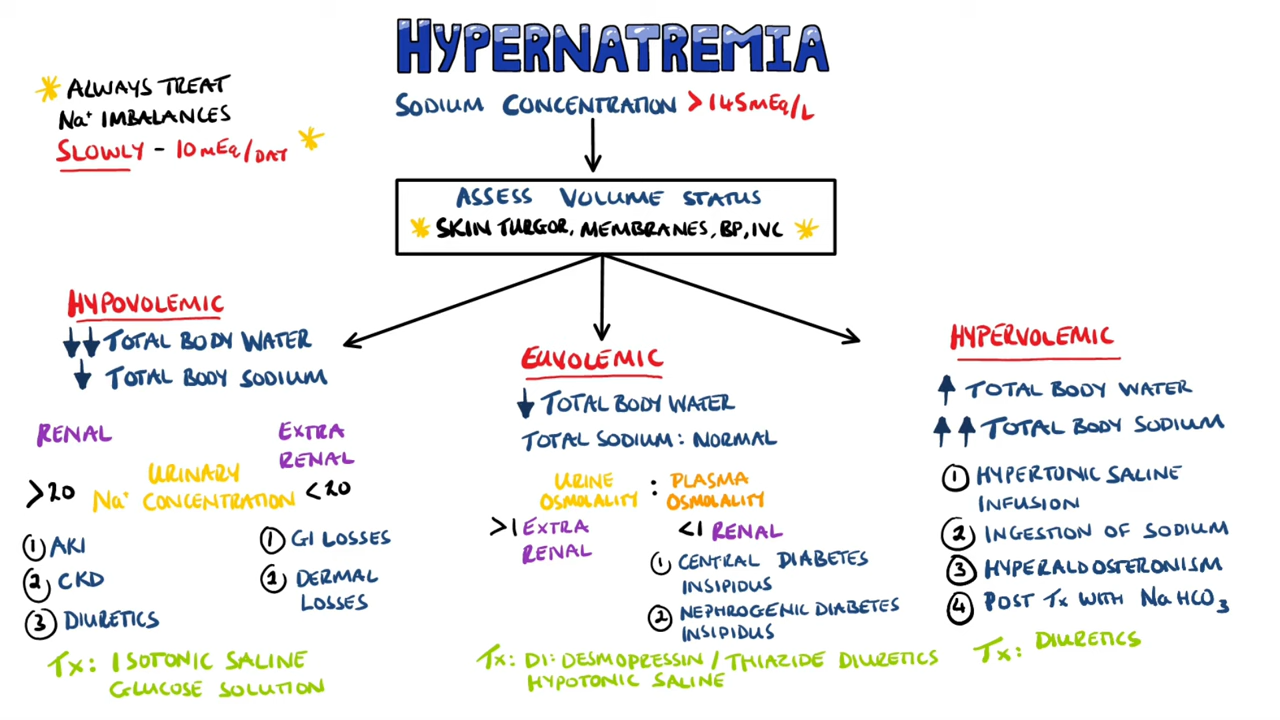 HYPERNATREMIA
SODIUM CONCENTRATION >145mEq/L
ALWAYS TREAT
Na+ IMBALANCES
SLOWLY - 10mEq/DAY
ASSESS VOLUME STATUS
SKIN TURGOR, MEMBRANES, BP, IVC
HYPOVOLEMIC
↓↓ TOTAL BODY WATER
↓ TOTAL BODY SODIUM
RENAL
EXTRA
RENAL
URINARY
>20 Na+ CONCENTRATION <20
① AKI
② CKD
③ DIURETICS
① GI LOSSES
② DERMAL
LOSSES
Tx: ISOTONIC SALINE
GLUCOSE SOLUTION
EUVOLEMIC
↓ TOTAL BODY WATER
TOTAL SODIUM: NORMAL
URINE : PLASMA
OSMOLALITY OSMOLALITY
>1 EXTRA
RENAL
<1 RENAL
① CENTRAL DIABETES
INSIPIDUS
② NEPHROGENIC DIABETES
INSIPIDUS
Tx: DI: DESMOPRESSIN / THIAZIDE DIURETICS
HYPOTONIC SALINE
HYPERVOLEMIC
↑ TOTAL BODY WATER
↑↑ TOTAL BODY SODIUM
① HYPERTONIC SALINE
INFUSION
② INGESTION OF SODIUM
③ HYPERALDOSTERONISM
④ POST Tx WITH NaHCO3
Tx: DIURETICS